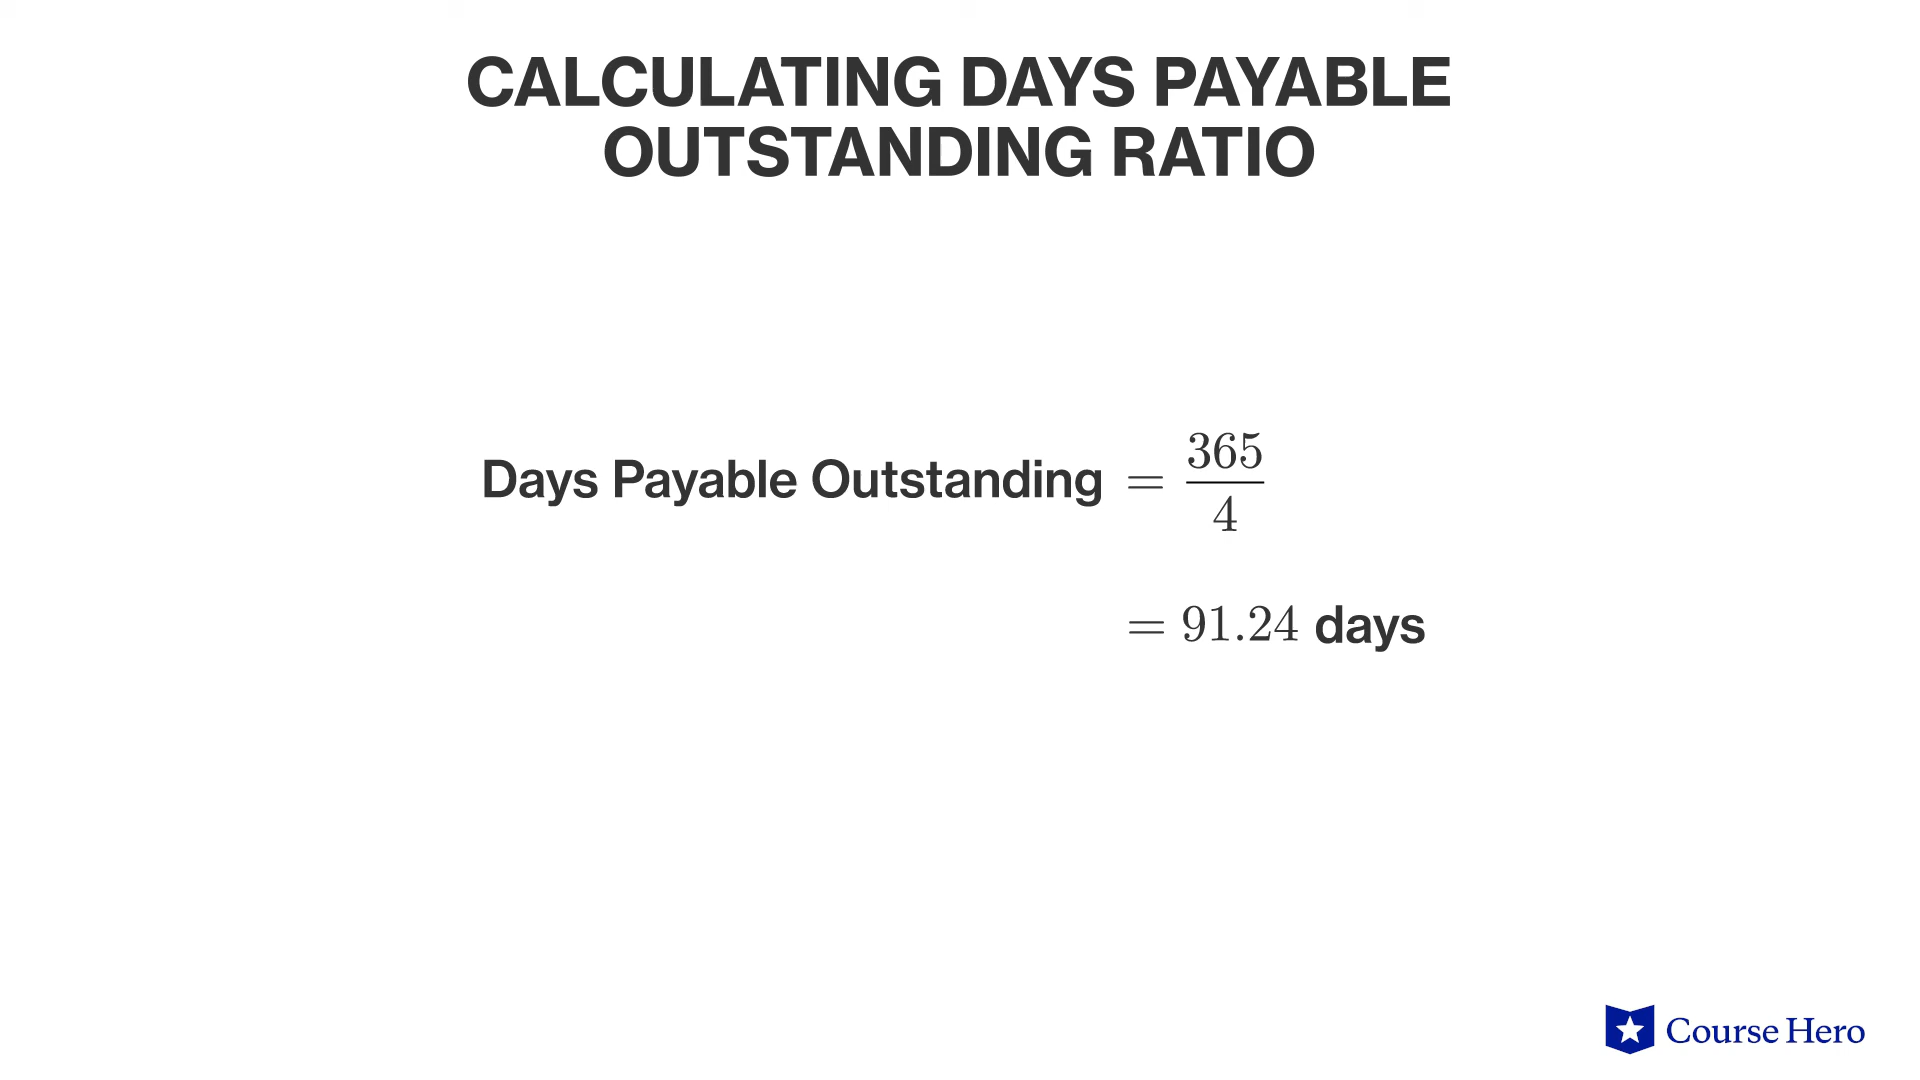 CALCULATING DAYS PAYABLE
OUTSTANDING RATIO
Days Payable Outstanding = 365/4
= 91.24 days
Course Hero